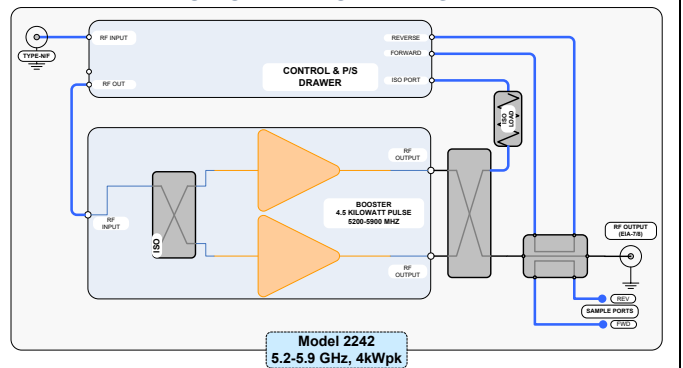 RF INPUT
REVERSE
FORWARD
TYPE-N/F
CONTROL & P/S
DRAWER
ISO PORT
RF OUT
ISO
LOAD
RF
OUTPUT
BOOSTER
4.5 KILOWATT PULSE
5200-5900 MHZ
RF
INPUT
ISO
RF
OUTPUT
RF OUTPUT
(EIA-7/8)
REV
SAMPLE PORTS
FWD
Model 2242
5.2-5.9 GHz, 4kWpk